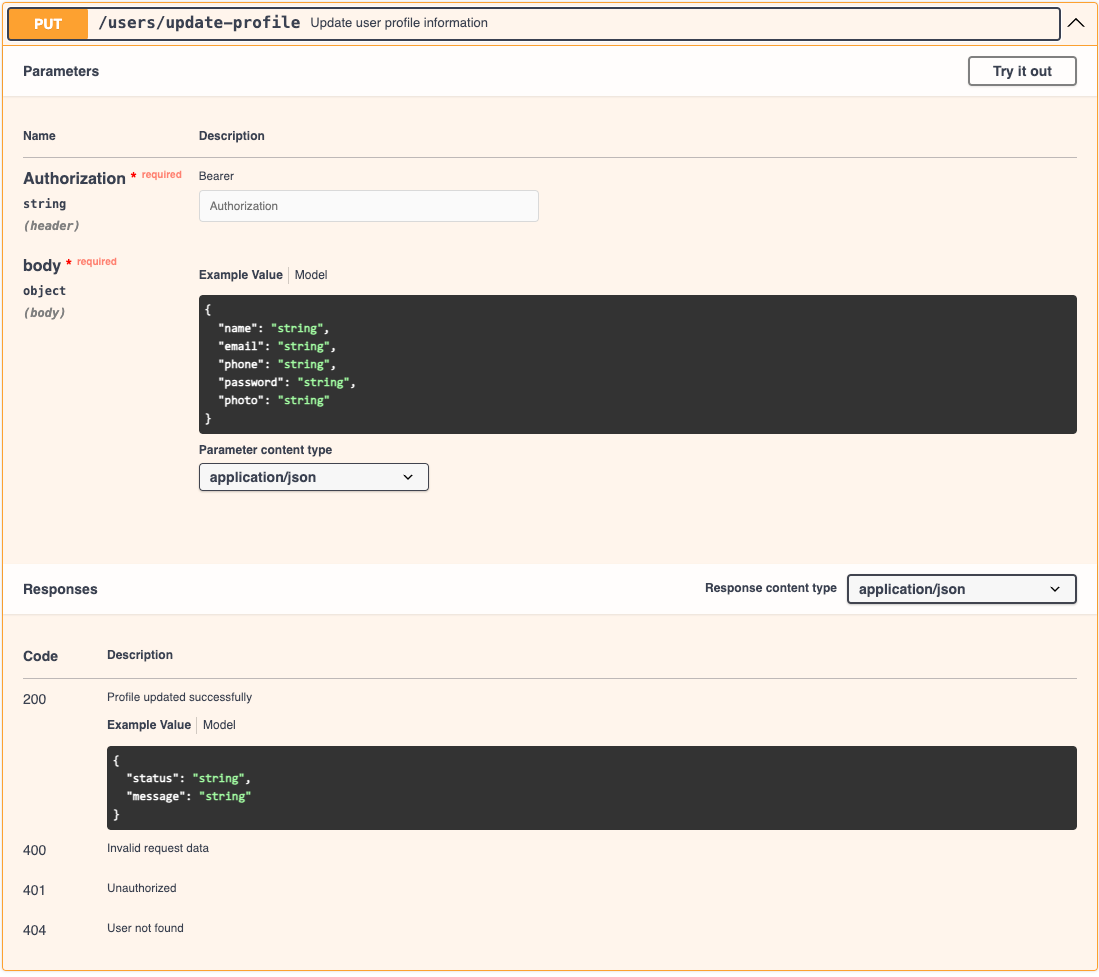 PUT /users/update-profile Update user profile information
Parameters Try it out
Name Description
Authorization * required Bearer
string Authorization
(header)
body * required
object Example Value Model
(body)
{
"name": "string",
"email": "string",
"phone": "string",
"password": "string",
"photo": "string"
}
Parameter content type
application/json
Responses Response content type application/json
Code Description
200 Profile updated successfully
Example Value Model
{
"status": "string",
"message": "string"
}
400 Invalid request data
401 Unauthorized
404 User not found